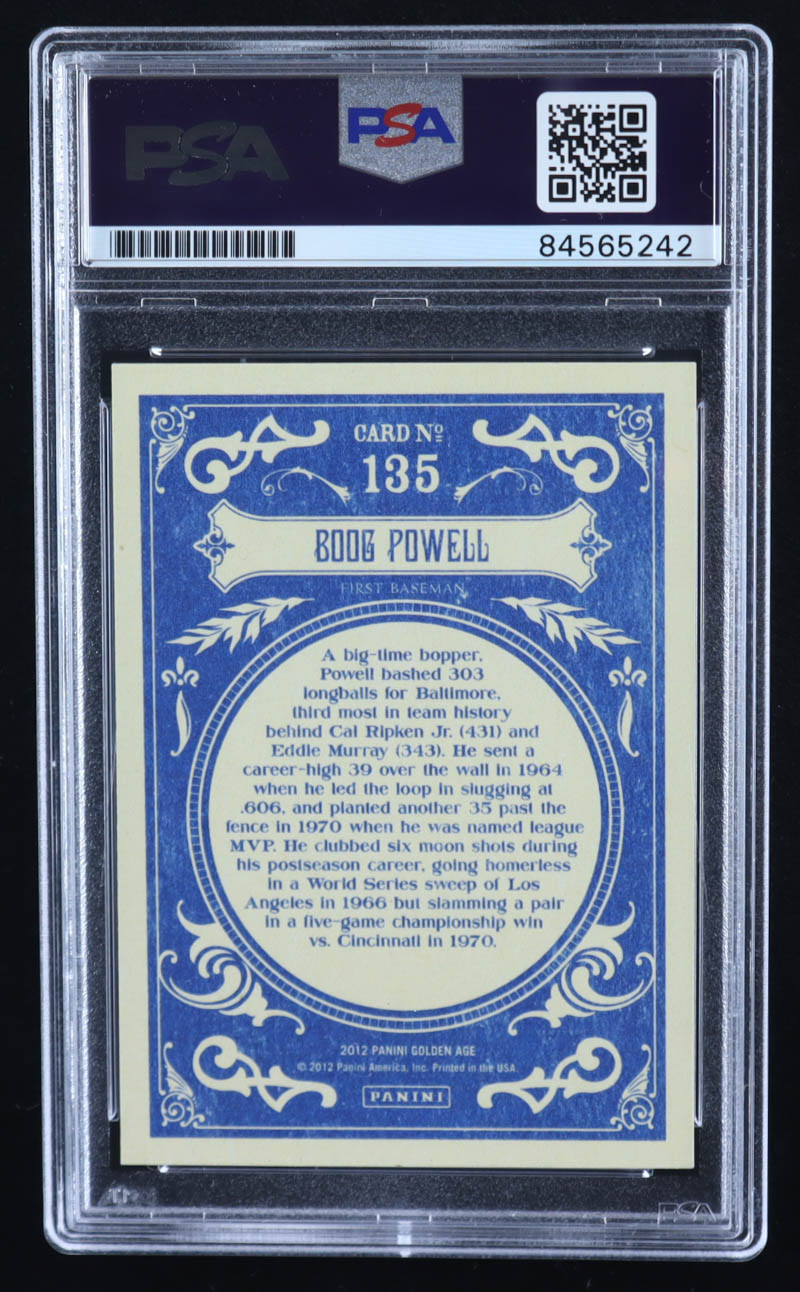 PSA
PSA
84565242
CARD Nº
135
BOOG POWELL
FIRST BASEMAN
A big-time bopper,
Powell bashed 303
longballs for Baltimore,
third most in team history
behind Cal Ripken Jr. (431) and
Eddie Murray (343). He sent a
career-high 39 over the wall in 1964
when he led the loop in slugging at
.606, and planted another 35 past the
fence in 1970 when he was named league
MVP. He clubbed six moon shots during
his postseason career, going homerless
in a World Series sweep of Los
Angeles in 1966 but slamming a pair
in a five-game championship win
vs. Cincinnati in 1970.
2012 PANINI GOLDEN AGE
© 2012 Panini America, Inc. Printed in the USA.
PANINI
PSA